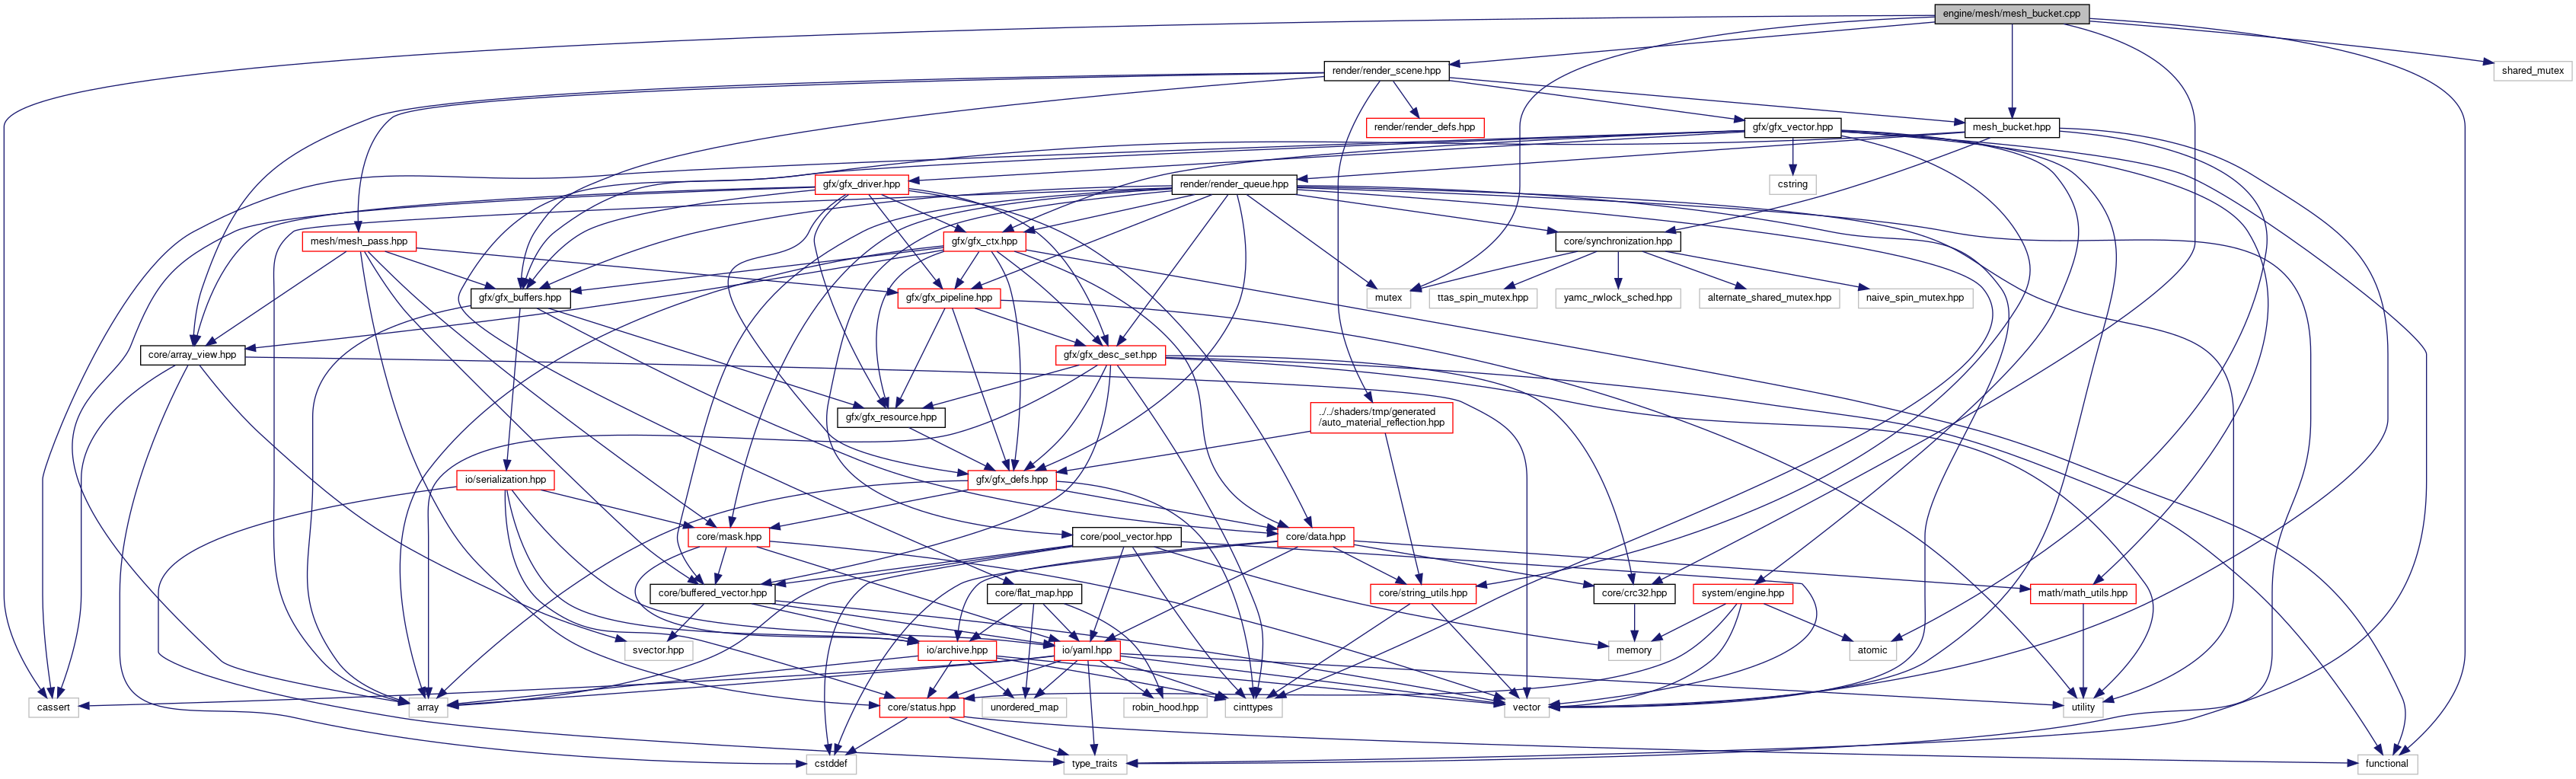 engine/mesh/mesh_bucket.cpp
render/render_scene.hpp
shared_mutex
render/render_defs.hpp
gfx/gfx_vector.hpp
mesh_bucket.hpp
gfx/gfx_driver.hpp
render/render_queue.hpp
cstring
mesh/mesh_pass.hpp
gfx/gfx_ctx.hpp
core/synchronization.hpp
gfx/gfx_buffers.hpp
gfx/gfx_pipeline.hpp
mutex
ttas_spin_mutex.hpp
yamc_rwlock_sched.hpp
alternate_shared_mutex.hpp
naive_spin_mutex.hpp
core/array_view.hpp
gfx/gfx_desc_set.hpp
gfx/gfx_resource.hpp
../../shaders/tmp/generated
/auto_material_reflection.hpp
io/serialization.hpp
gfx/gfx_defs.hpp
core/mask.hpp
core/pool_vector.hpp
core/data.hpp
core/buffered_vector.hpp
core/flat_map.hpp
core/string_utils.hpp
core/crc32.hpp
system/engine.hpp
math/math_utils.hpp
svector.hpp
io/archive.hpp
io/yaml.hpp
memory
atomic
cassert
array
core/status.hpp
unordered_map
robin_hood.hpp
cinttypes
vector
utility
cstddef
type_traits
functional